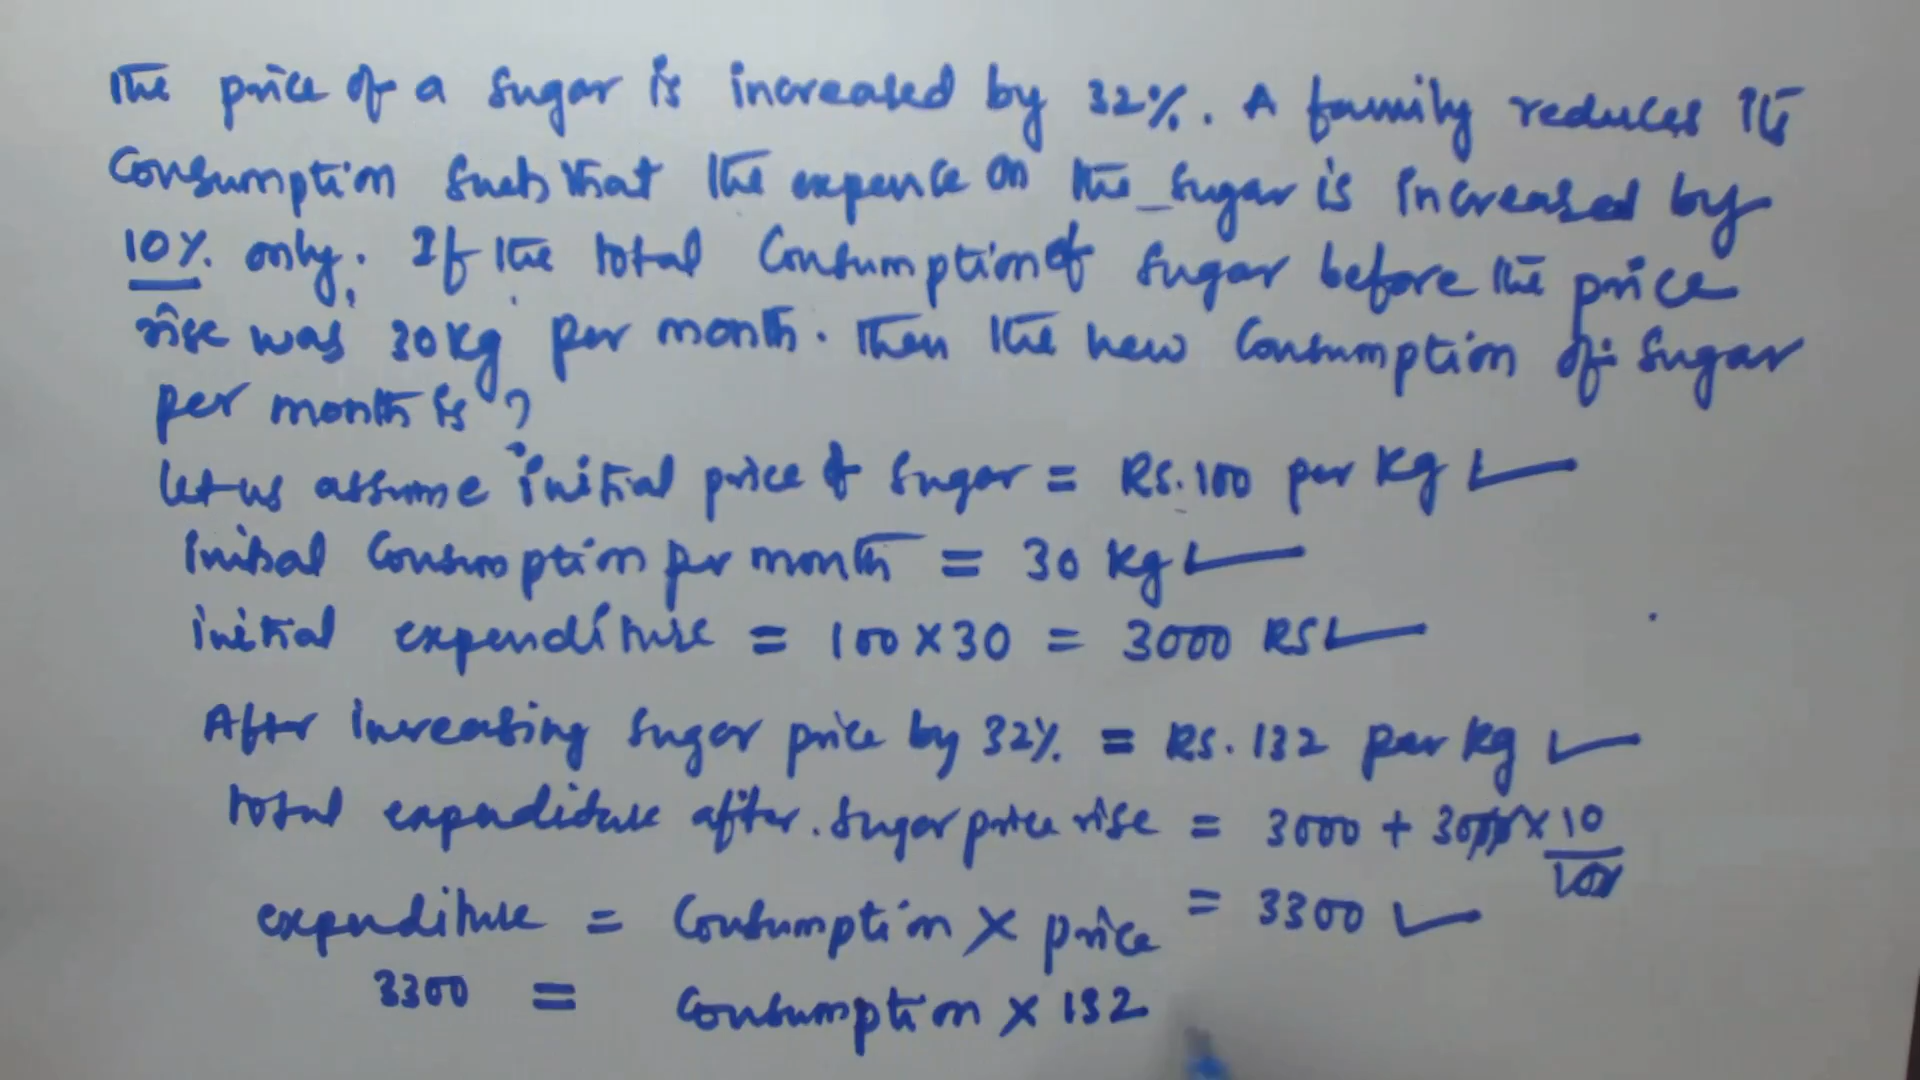 The price of a sugar is increased by 32%. A family reduces its
Consumption such that the expence on the sugar is increased by
10% only. If the total Consumption of sugar before the price
rise was 30 kg per month. Then the new Consumption of sugar
per month is?
Let us assume initial price of sugar = RS. 100 per kg
Initial Consumption per month = 30 kg
initial expenditure = 100 x 30 = 3000 RS
After increasing sugar price by 32% = RS. 132 per kg
total expenditure after. sugar price rise = 3000 + 3000 x 10/100
= 3300
expenditure = Consumption x price
3300 = Consumption x 132